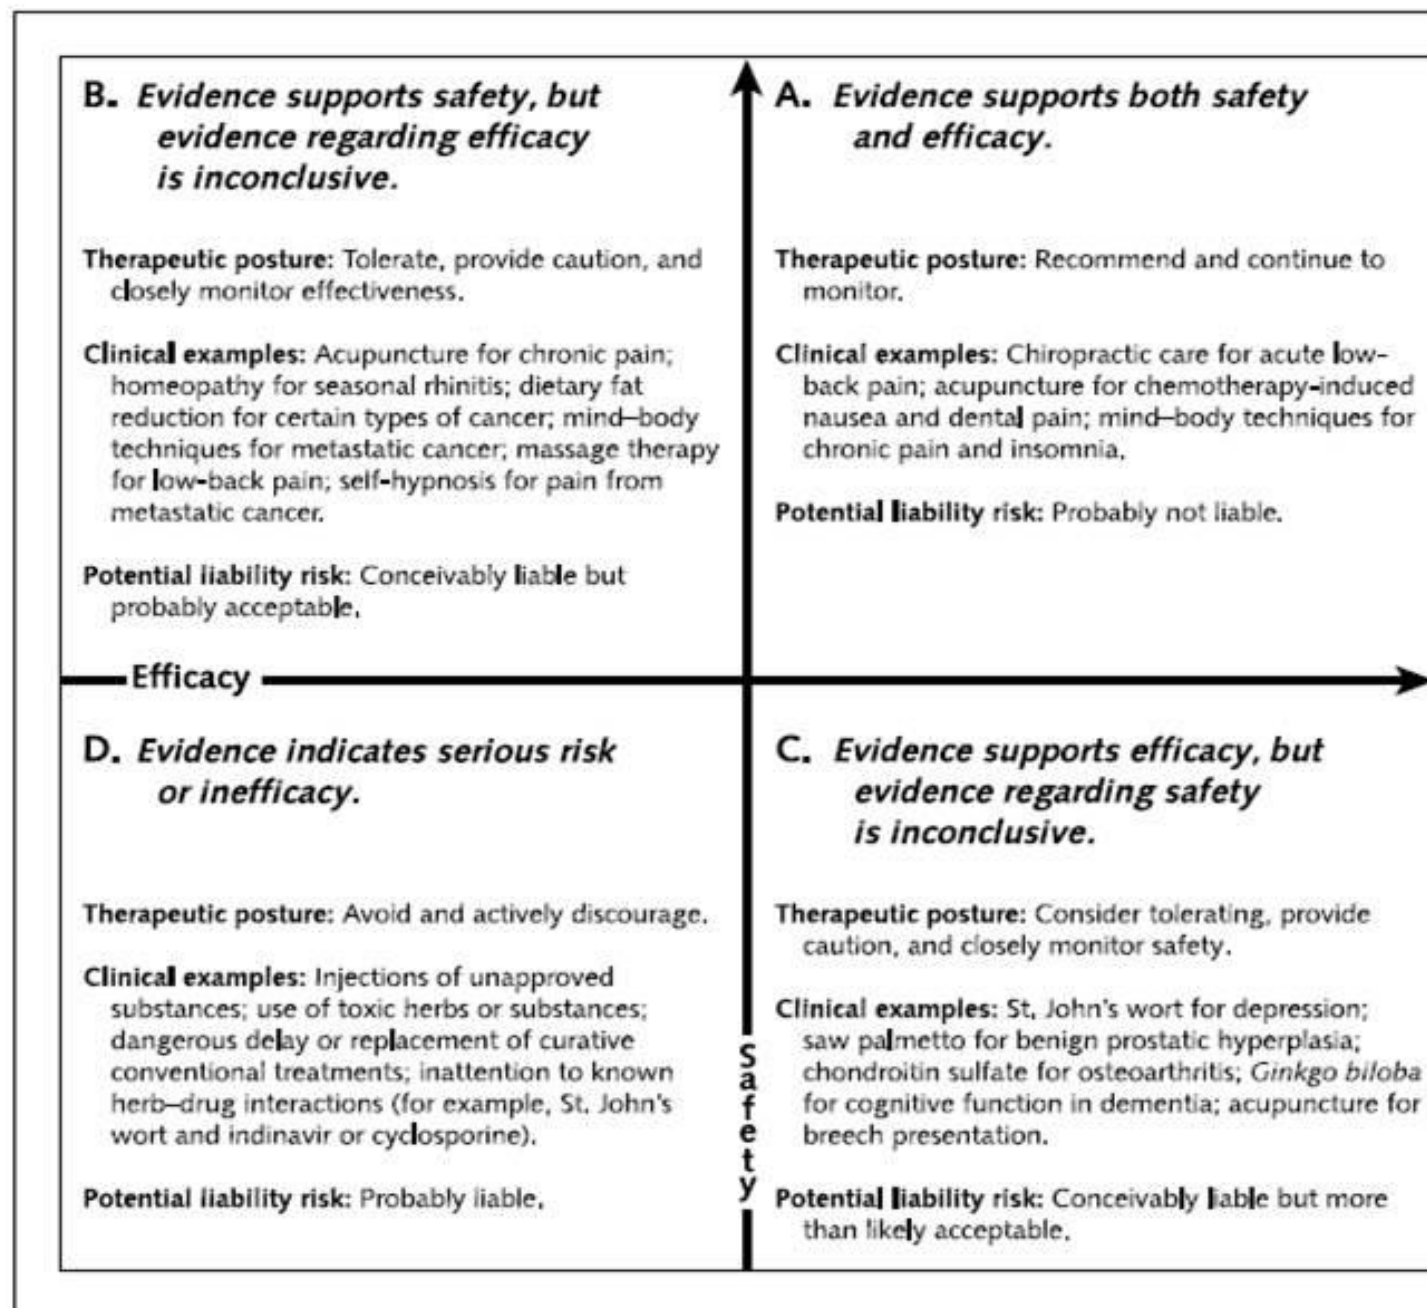 B. Evidence supports safety, but
evidence regarding efficacy
is inconclusive.
Therapeutic posture: Tolerate, provide caution, and
closely monitor effectiveness.
Clinical examples: Acupuncture for chronic pain;
homeopathy for seasonal rhinitis; dietary fat
reduction for certain types of cancer; mind–body
techniques for metastatic cancer; massage therapy
for low-back pain; self-hypnosis for pain from
metastatic cancer.
Potential liability risk: Conceivably liable but
probably acceptable.
A. Evidence supports both safety
and efficacy.
Therapeutic posture: Recommend and continue to
monitor.
Clinical examples: Chiropractic care for acute low-
back pain; acupuncture for chemotherapy-induced
nausea and dental pain; mind–body techniques for
chronic pain and insomnia.
Potential liability risk: Probably not liable.
Efficacy
D. Evidence indicates serious risk
or inefficacy.
Therapeutic posture: Avoid and actively discourage.
Clinical examples: Injections of unapproved
substances; use of toxic herbs or substances;
dangerous delay or replacement of curative
conventional treatments; inattention to known
herb–drug interactions (for example, St. John's
wort and indinavir or cyclosporine).
Potential liability risk: Probably liable.
Safety
C. Evidence supports efficacy, but
evidence regarding safety
is inconclusive.
Therapeutic posture: Consider tolerating, provide
caution, and closely monitor safety.
Clinical examples: St. John's wort for depression;
saw palmetto for benign prostatic hyperplasia;
chondroitin sulfate for osteoarthritis; Ginkgo biloba
for cognitive function in dementia; acupuncture for
breech presentation.
Potential liability risk: Conceivably liable but more
than likely acceptable.